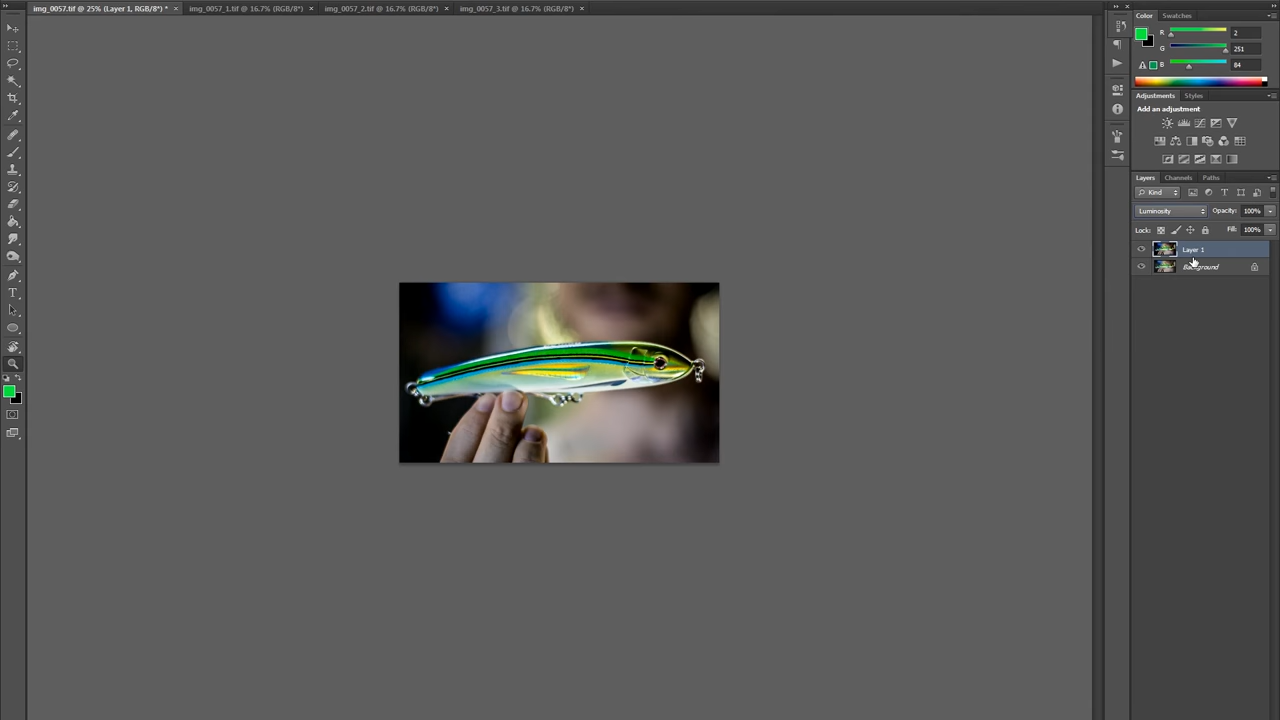 img_0057.tif @ 25% (Layer 1, RGB/8*) * × img_0057_1.tif @ 16.7% (RGB/8*) × img_0057_2.tif @ 16.7% (RGB/8*) × img_0057_3.tif @ 16.7% (RGB/8*) ×
Color Swatches
R 2
G 251
B 84
Adjustments Styles
Add an adjustment
Layers Channels Paths
Kind
Luminosity Opacity: 100%
Lock: Fill: 100%
Layer 1
Background